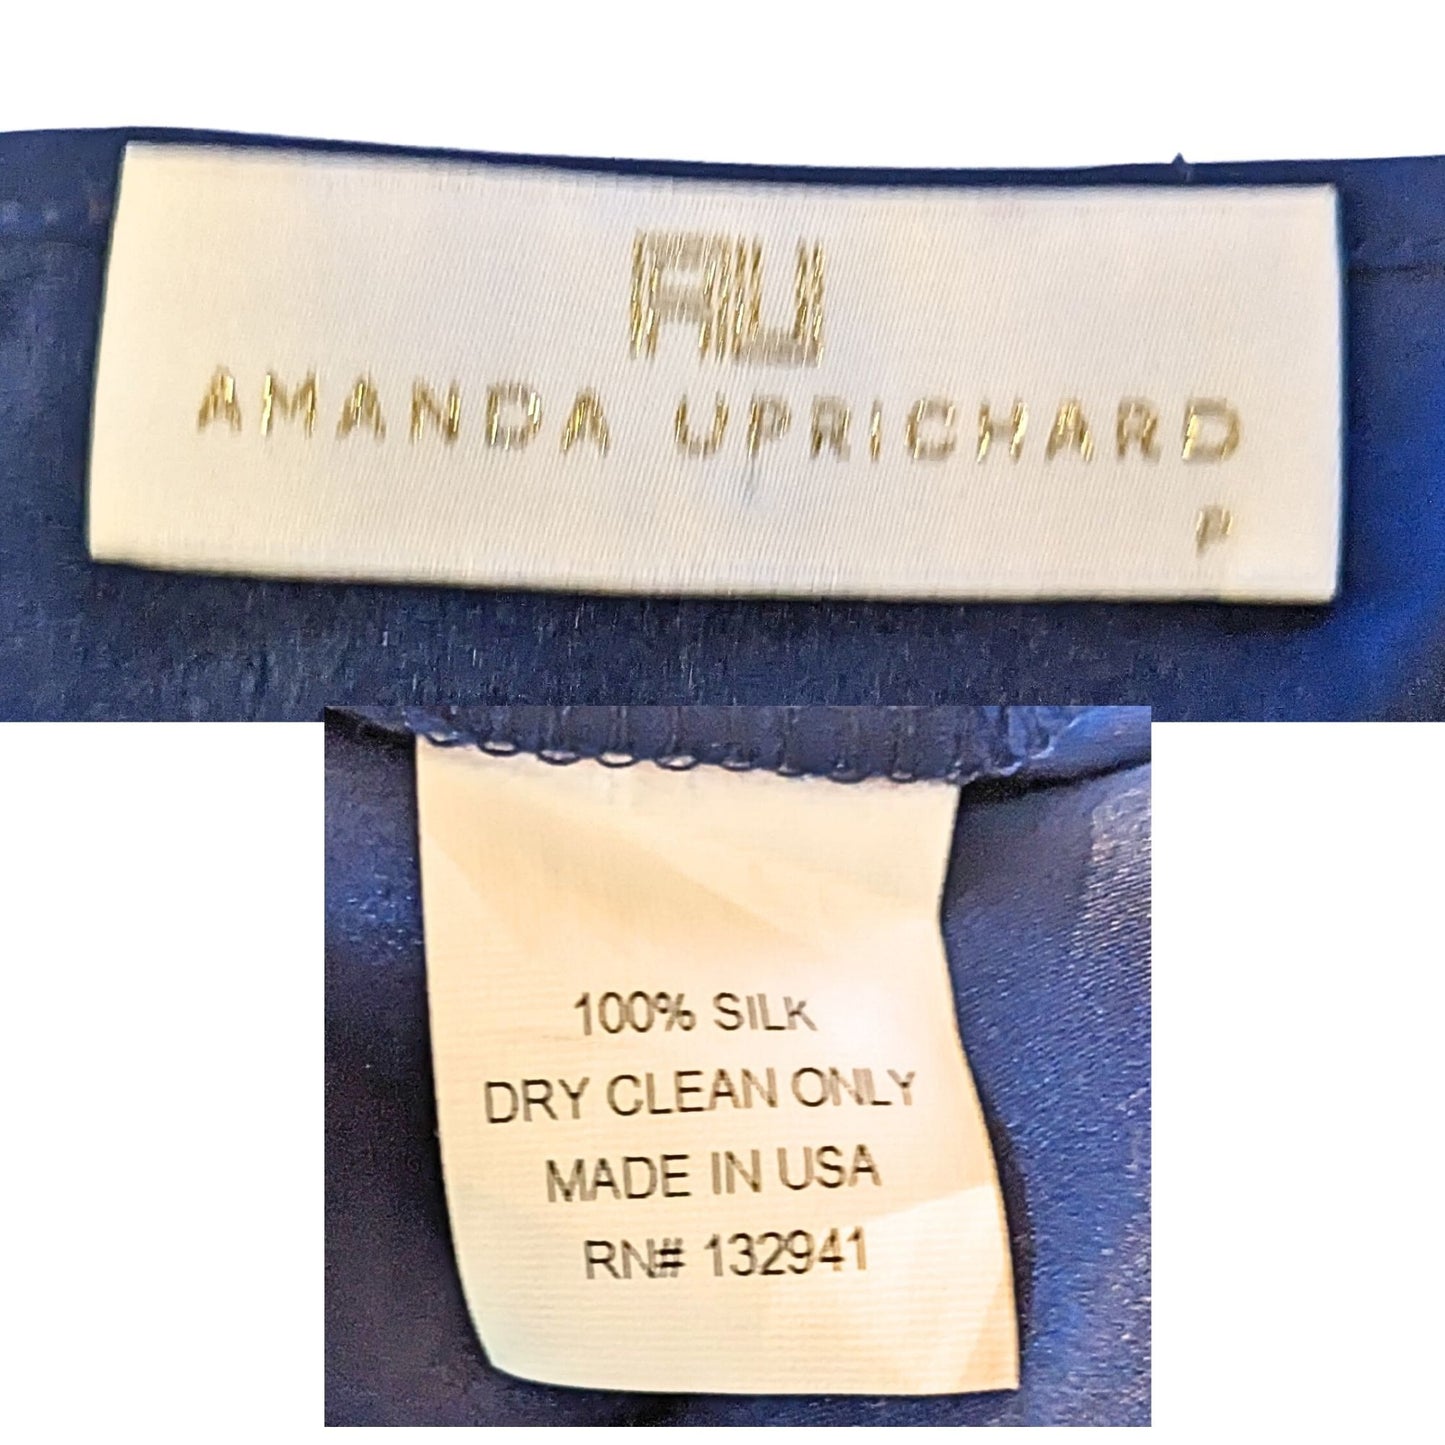 AU
AMANDA UPRICHARD
P
100% SILK
DRY CLEAN ONLY
MADE IN USA
RN# 132941